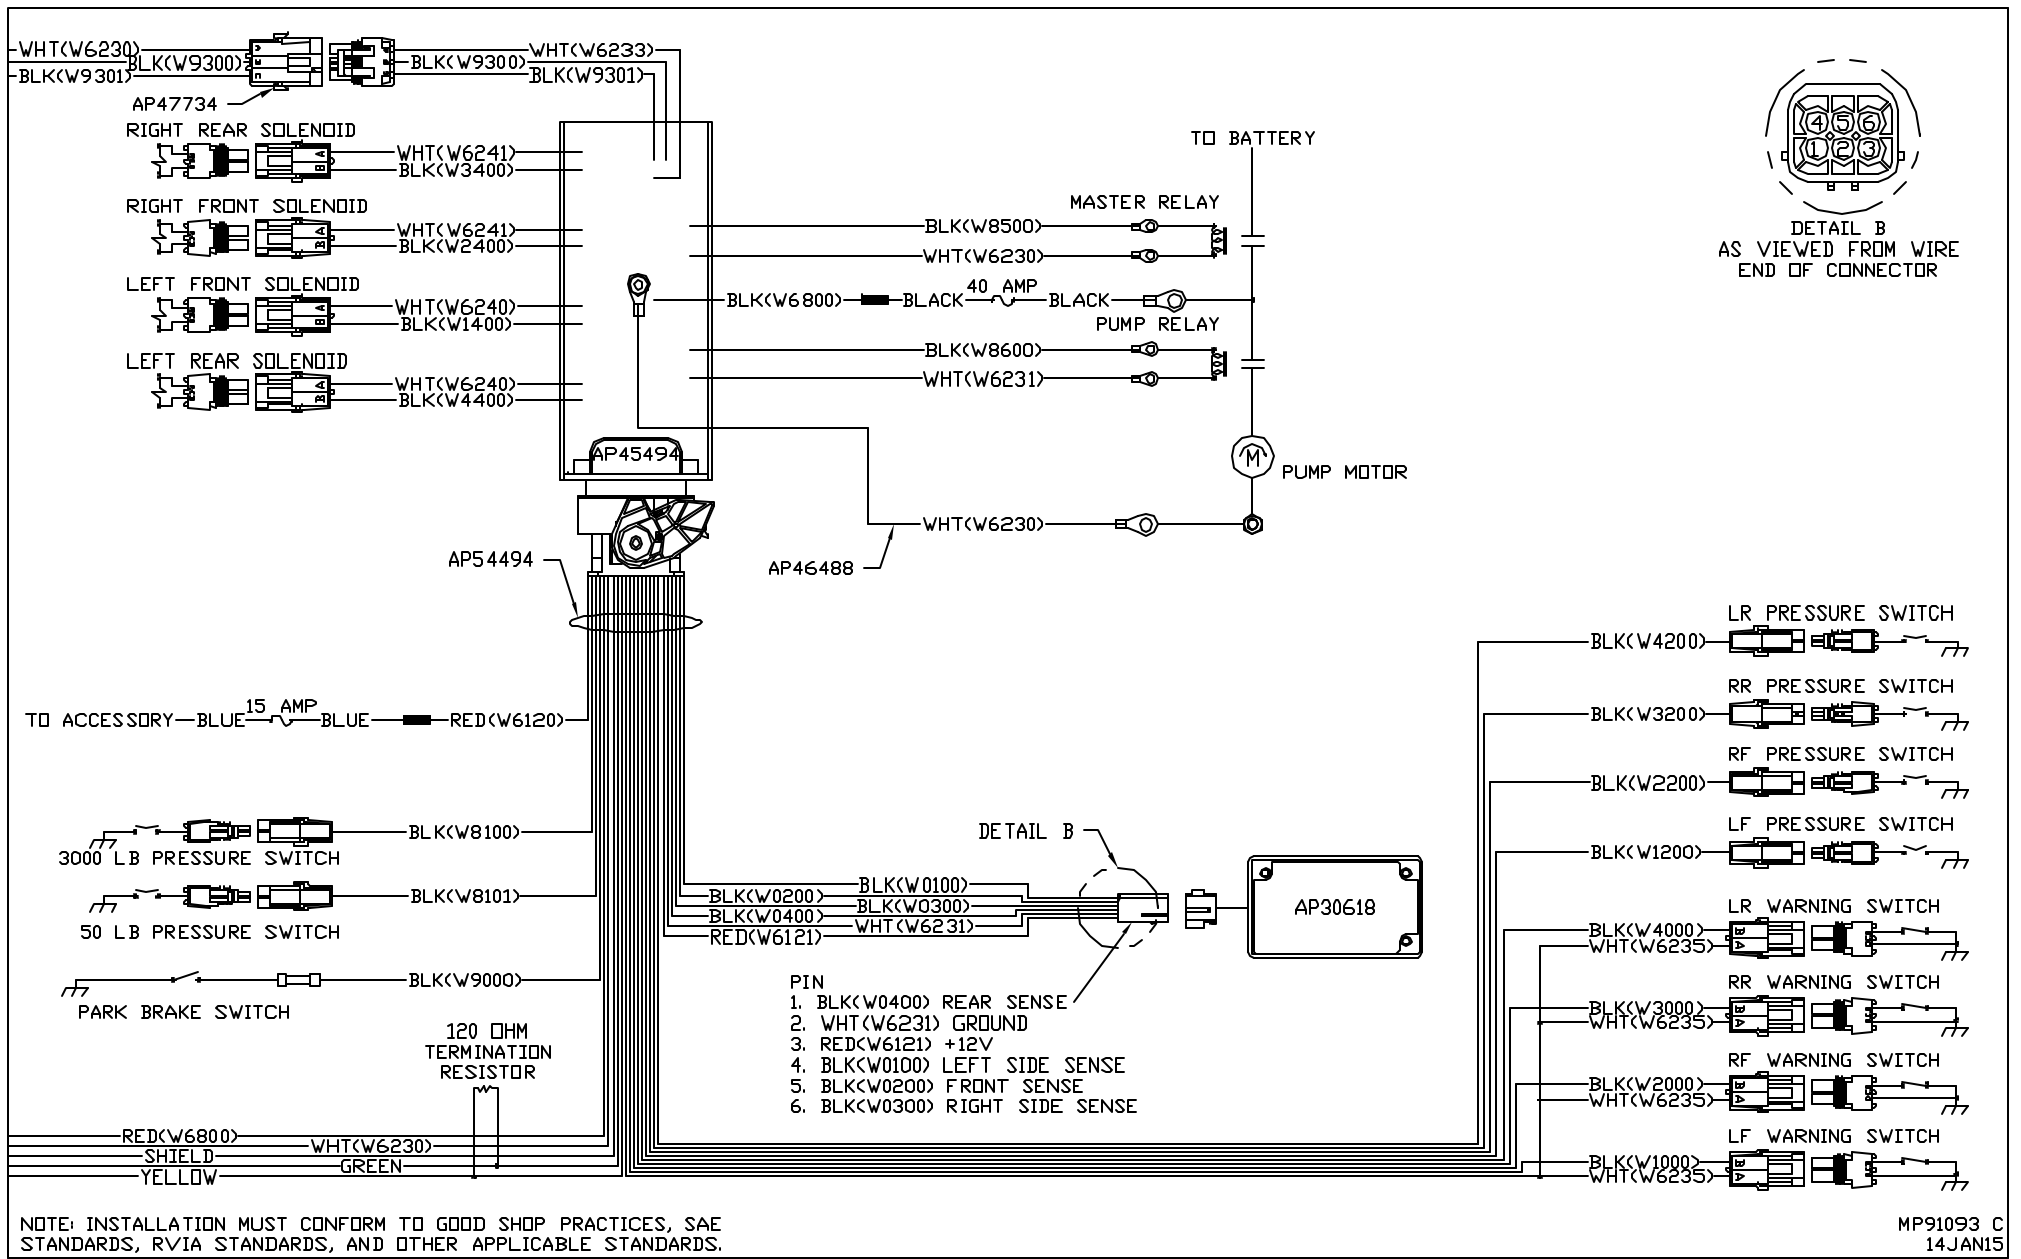 WHT(W6230)
BLK(W9300)
BLK(W9301)
WHT(W6233)
BLK(W9300)
BLK(W9301)
AP47734
RIGHT REAR SOLENOID
A
B
WHT(W6241)
BLK(W3400)
RIGHT FRONT SOLENOID
A
B
WHT(W6241)
BLK(W2400)
LEFT FRONT SOLENOID
A
B
WHT(W6240)
BLK(W1400)
LEFT REAR SOLENOID
A
B
WHT(W6240)
BLK(W4400)
AP45494
AP54494
TO BATTERY
MASTER RELAY
BLK(W8500)
WHT(W6230)
BLK(W6800)
BLACK
40 AMP
BLACK
PUMP RELAY
BLK(W8600)
WHT(W6231)
M
PUMP MOTOR
WHT(W6230)
AP46488
4 5 6
1 2 3
DETAIL B
AS VIEWED FROM WIRE
END OF CONNECTOR
TO ACCESSORY
BLUE
15 AMP
BLUE
RED(W6120)
BLK(W8100)
3000 LB PRESSURE SWITCH
BLK(W8101)
50 LB PRESSURE SWITCH
BLK(W9000)
PARK BRAKE SWITCH
120 OHM
TERMINATION
RESISTOR
RED(W6800)
WHT(W6230)
SHIELD
GREEN
YELLOW
DETAIL B
BLK(W0100)
BLK(W0200)
BLK(W0300)
BLK(W0400)
WHT(W6231)
RED(W6121)
AP30618
PIN
1. BLK(W0400) REAR SENSE
2. WHT(W6231) GROUND
3. RED(W6121) +12V
4. BLK(W0100) LEFT SIDE SENSE
5. BLK(W0200) FRONT SENSE
6. BLK(W0300) RIGHT SIDE SENSE
LR PRESSURE SWITCH
BLK(W4200)
RR PRESSURE SWITCH
BLK(W3200)
RF PRESSURE SWITCH
BLK(W2200)
LF PRESSURE SWITCH
BLK(W1200)
LR WARNING SWITCH
BLK(W4000)
WHT(W6235)
B
A
RR WARNING SWITCH
BLK(W3000)
WHT(W6235)
B
A
RF WARNING SWITCH
BLK(W2000)
WHT(W6235)
B
A
LF WARNING SWITCH
BLK(W1000)
WHT(W6235)
B
A
NOTE: INSTALLATION MUST CONFORM TO GOOD SHOP PRACTICES, SAE
STANDARDS, RVIA STANDARDS, AND OTHER APPLICABLE STANDARDS.
MP91093 C
14JAN15